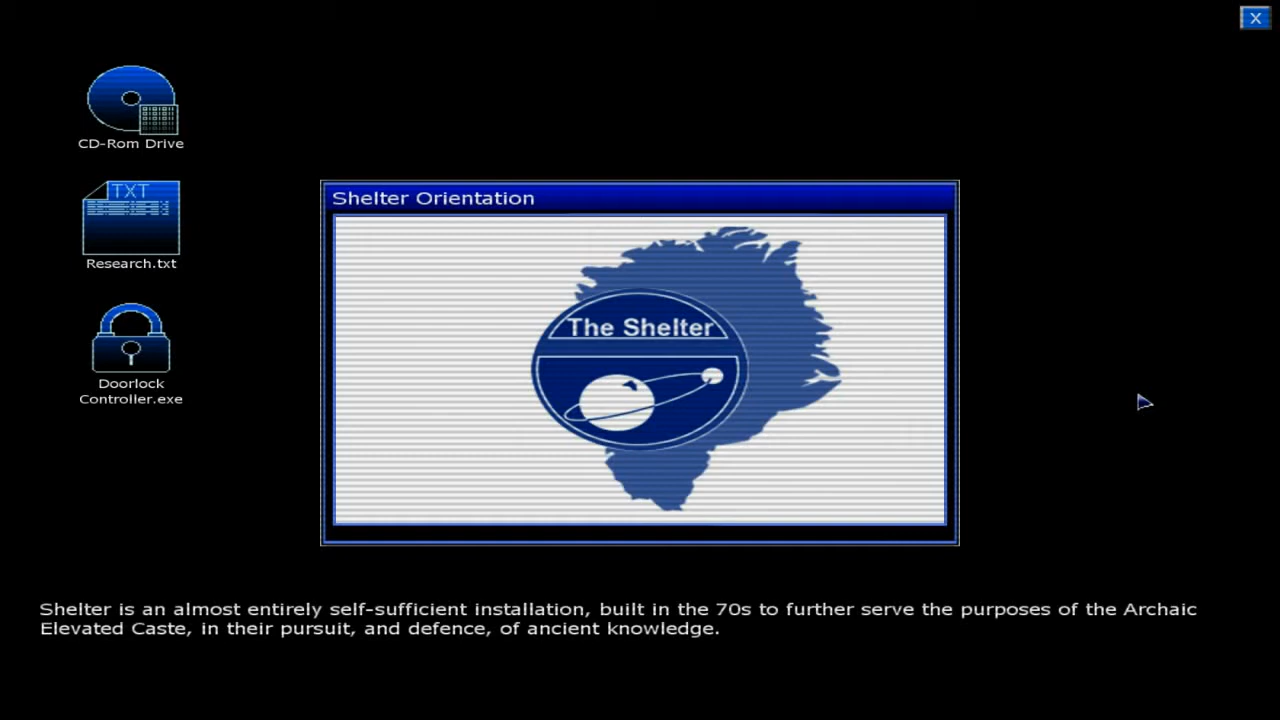 X
CD-Rom Drive
TXT
Research.txt
Doorlock
Controller.exe
Shelter Orientation
The Shelter
Shelter is an almost entirely self-sufficient installation, built in the 70s to further serve the purposes of the Archaic
Elevated Caste, in their pursuit, and defence, of ancient knowledge.